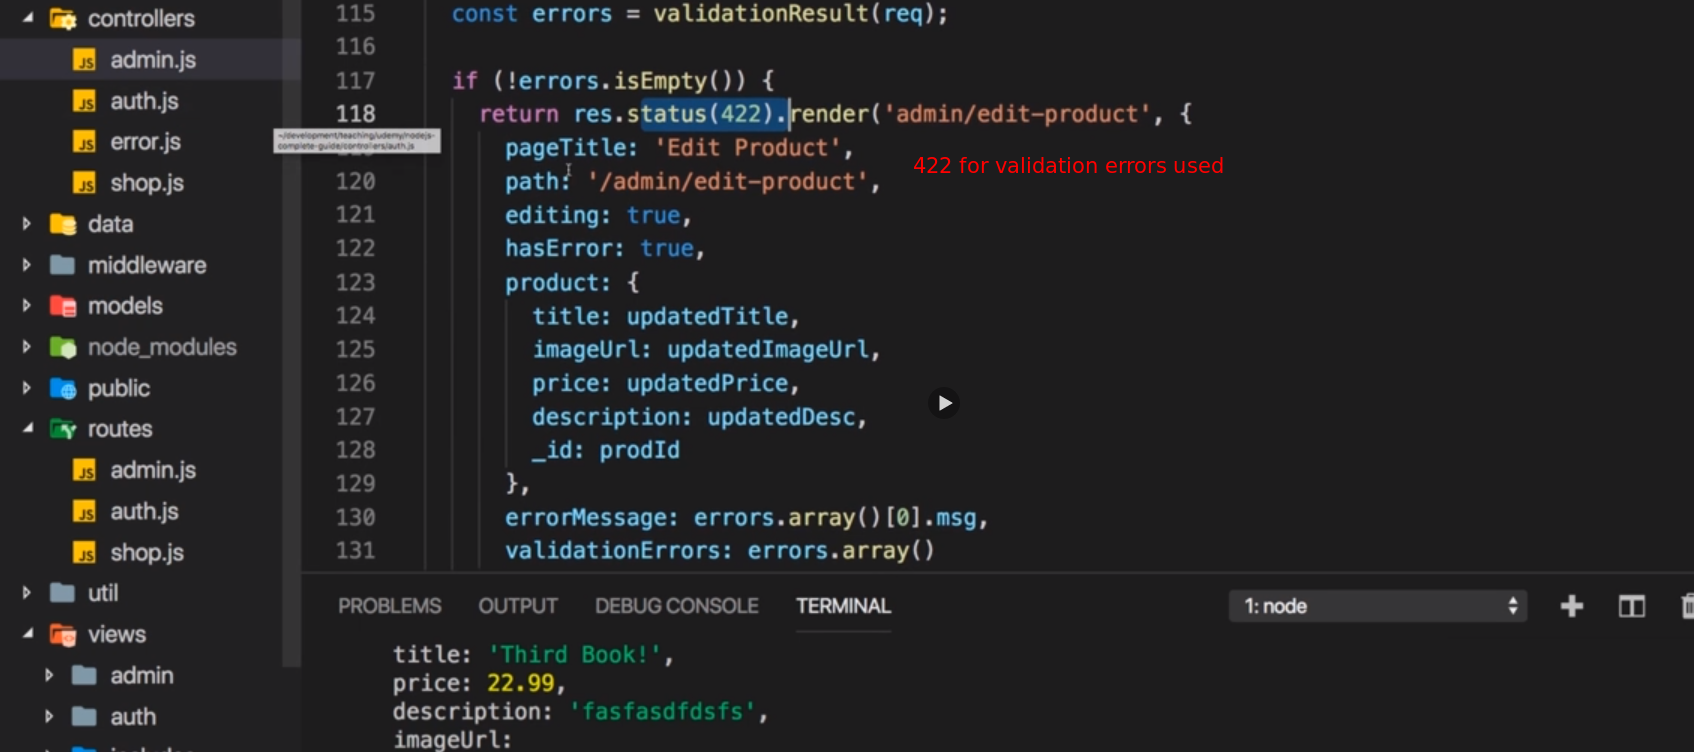 controllers
admin.js
auth.js
error.js
shop.js
data
middleware
models
node_modules
public
routes
admin.js
auth.js
shop.js
util
views
admin
auth
~/development/teaching/udemy/nodejs-
complete-guide/controllers/auth.js
115 const errors = validationResult(req);
116
117 if (!errors.isEmpty()) {
118 return res.status(422).render('admin/edit-product', {
pageTitle: 'Edit Product',
422 for validation errors used
120 path: '/admin/edit-product',
121 editing: true,
122 hasError: true,
123 product: {
124 title: updatedTitle,
125 imageUrl: updatedImageUrl,
126 price: updatedPrice,
127 description: updatedDesc,
128 _id: prodId
129 },
130 errorMessage: errors.array()[0].msg,
131 validationErrors: errors.array()
PROBLEMS OUTPUT DEBUG CONSOLE TERMINAL 1: node
title: 'Third Book!',
price: 22.99,
description: 'fasfasdfdsfs',
imageUrl: